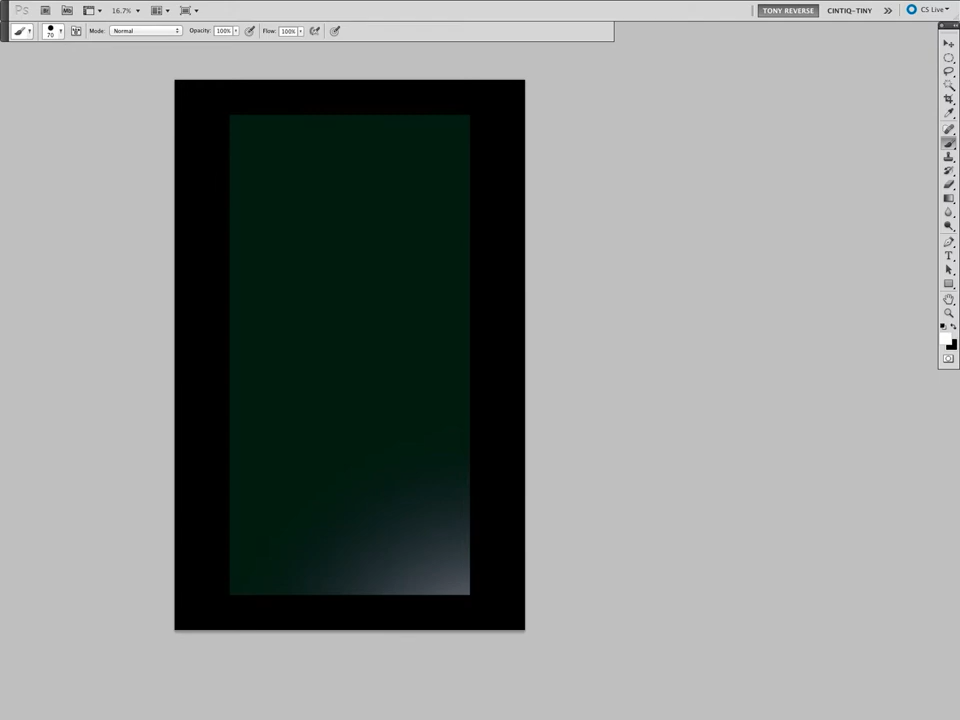 Ps Br Mb 16.7% TONY REVERSE CINTIQ-TINY CS Live
70 Mode: Normal Opacity: 100% Flow: 100%
T